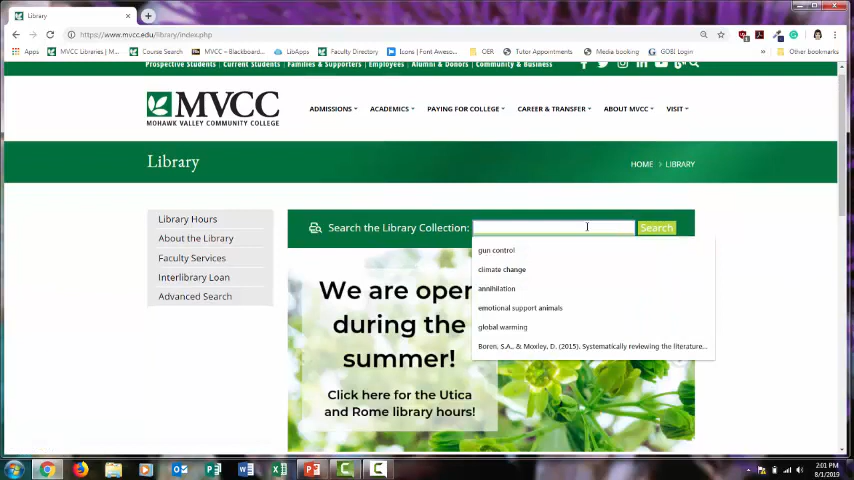 Library
https://www.mvcc.edu/library/index.php
Apps MVCC Libraries | M... Course Search MVCC – Blackboard... LibApps Faculty Directory Icons | Font Aweso... OER Tutor Appointments Media booking GOBI Login » Other bookmarks
Prospective Students | Current Students | Families & Supporters | Employees | Alumni & Donors | Community & Business
MVCC
MOHAWK VALLEY COMMUNITY COLLEGE
ADMISSIONS ACADEMICS PAYING FOR COLLEGE CAREER & TRANSFER ABOUT MVCC VISIT
Library
HOME > LIBRARY
Library Hours
About the Library
Faculty Services
Interlibrary Loan
Advanced Search
Search the Library Collection: Search
gun control
climate change
annihilation
emotional support animals
global warming
Boren, S.A., & Moxley, D. (2015). Systematically reviewing the literature...
We are open
during the
summer!
Click here for the Utica
and Rome library hours!
2:01 PM
8/1/2019